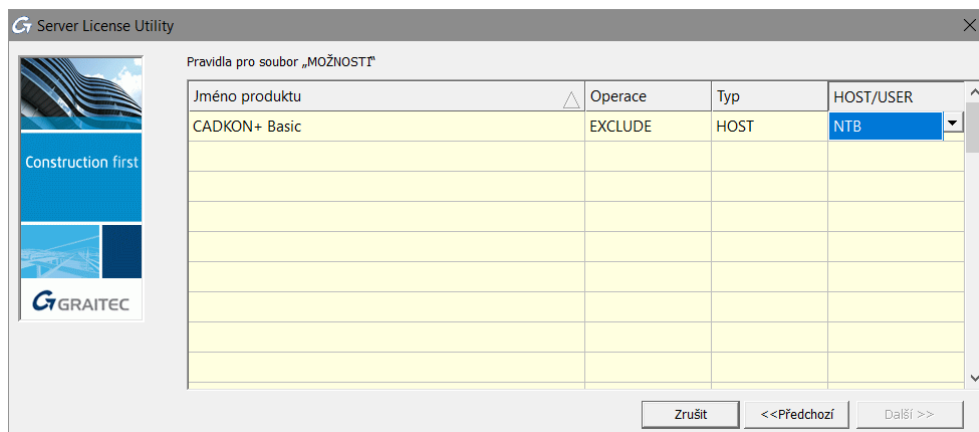 Server License Utility
Pravidla pro soubor „MOŽNOSTI“
Jméno produktu Operace Typ HOST/USER
CADKON+ Basic EXCLUDE HOST NTB
Construction first
GRAITEC
Zrušit <<Předchozí Další >>